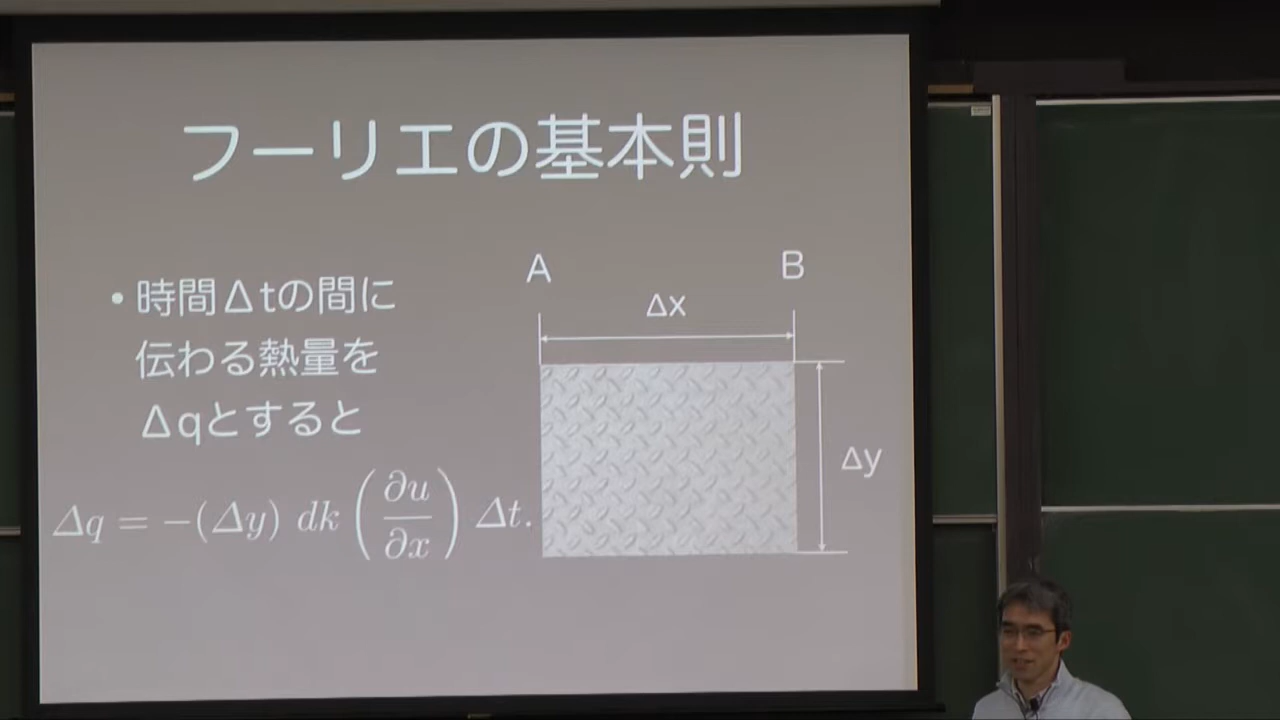 フーリエの基本則
•時間Δtの間に
伝わる熱量を
Δqとすると
Δq = −(Δy) dk (∂u/∂x) Δt.
A
B
Δx
Δy